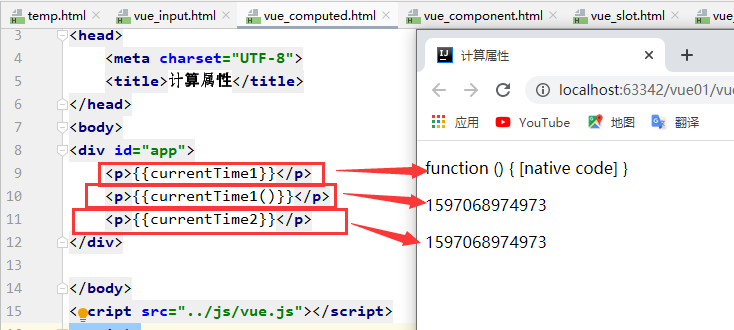 temp.html × vue_input.html × vue_computed.html × vue_component.html × vue_slot.html ×
3 <head>
4 <meta charset="UTF-8">
5 <title>计算属性</title>
6 </head>
7 <body>
8 <div id="app">
9 <p>{{currentTime1}}</p>
10 <p>{{currentTime1()}}</p>
11 <p>{{currentTime2}}</p>
12 </div>
13
14 </body>
15 <script src="../js/vue.js"></script>
计算属性
localhost:63342/vue01/vue
应用 YouTube 地图 翻译
function () { [native code] }
1597068974973
1597068974973